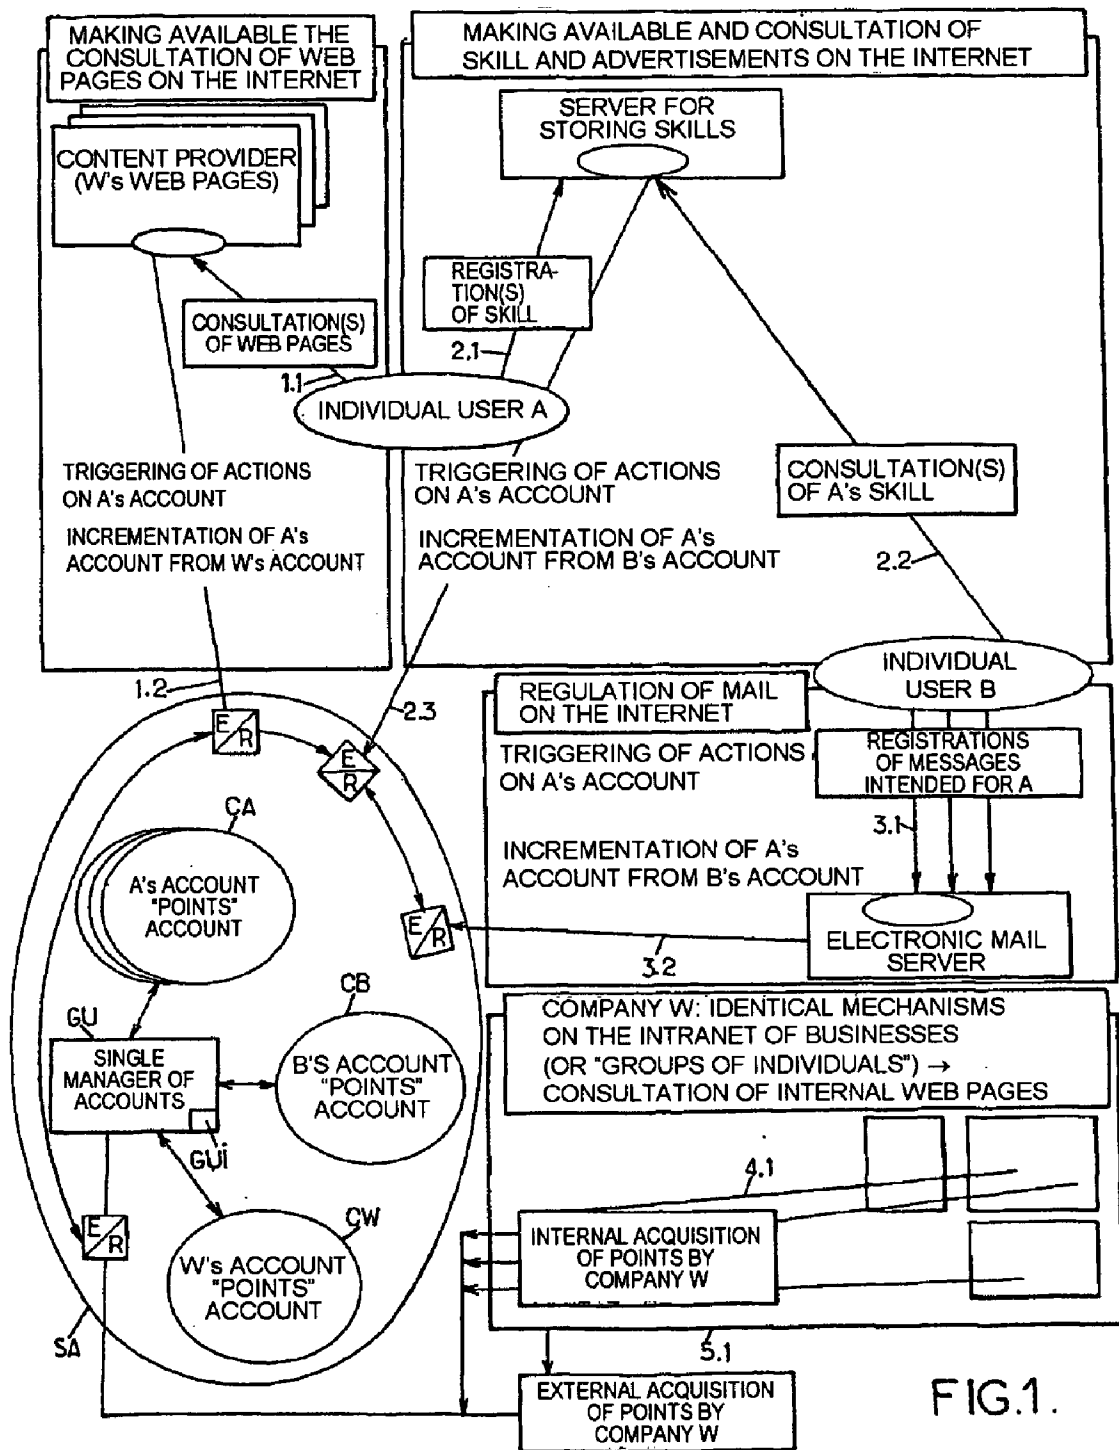 MAKING AVAILABLE THE
CONSULTATION OF WEB
PAGES ON THE INTERNET
MAKING AVAILABLE AND CONSULTATION OF
SKILL AND ADVERTISEMENTS ON THE INTERNET
CONTENT PROVIDER
(W's WEB PAGES)
SERVER FOR
STORING SKILLS
CONSULTATION(S)
OF WEB PAGES
1.1
REGISTRA-
TION(S)
OF SKILL
2.1
INDIVIDUAL USER A
TRIGGERING OF ACTIONS
ON A's ACCOUNT
INCREMENTATION OF A's
ACCOUNT FROM W's ACCOUNT
1.2
TRIGGERING OF ACTIONS
ON A's ACCOUNT
INCREMENTATION OF A's
ACCOUNT FROM B's ACCOUNT
2.3
CONSULTATION(S)
OF A's SKILL
2.2
INDIVIDUAL
USER B
REGULATION OF MAIL
ON THE INTERNET
TRIGGERING OF ACTIONS
ON A's ACCOUNT
REGISTRATIONS
OF MESSAGES
INTENDED FOR A
3.1
INCREMENTATION OF A's
ACCOUNT FROM B's ACCOUNT
ELECTRONIC MAIL
SERVER
3.2
E/R
E/R
E/R
CA
A's ACCOUNT
"POINTS"
ACCOUNT
GU
SINGLE
MANAGER OF
ACCOUNTS
GUi
CB
B'S ACCOUNT
"POINTS"
ACCOUNT
E/R
CW
W's ACCOUNT
"POINTS"
ACCOUNT
SA
COMPANY W: IDENTICAL MECHANISMS
ON THE INTRANET OF BUSINESSES
(OR "GROUPS OF INDIVIDUALS") →
CONSULTATION OF INTERNAL WEB PAGES
4.1
INTERNAL ACQUISITION
OF POINTS BY
COMPANY W
5.1
EXTERNAL ACQUISITION
OF POINTS BY
COMPANY W
FIG.1.